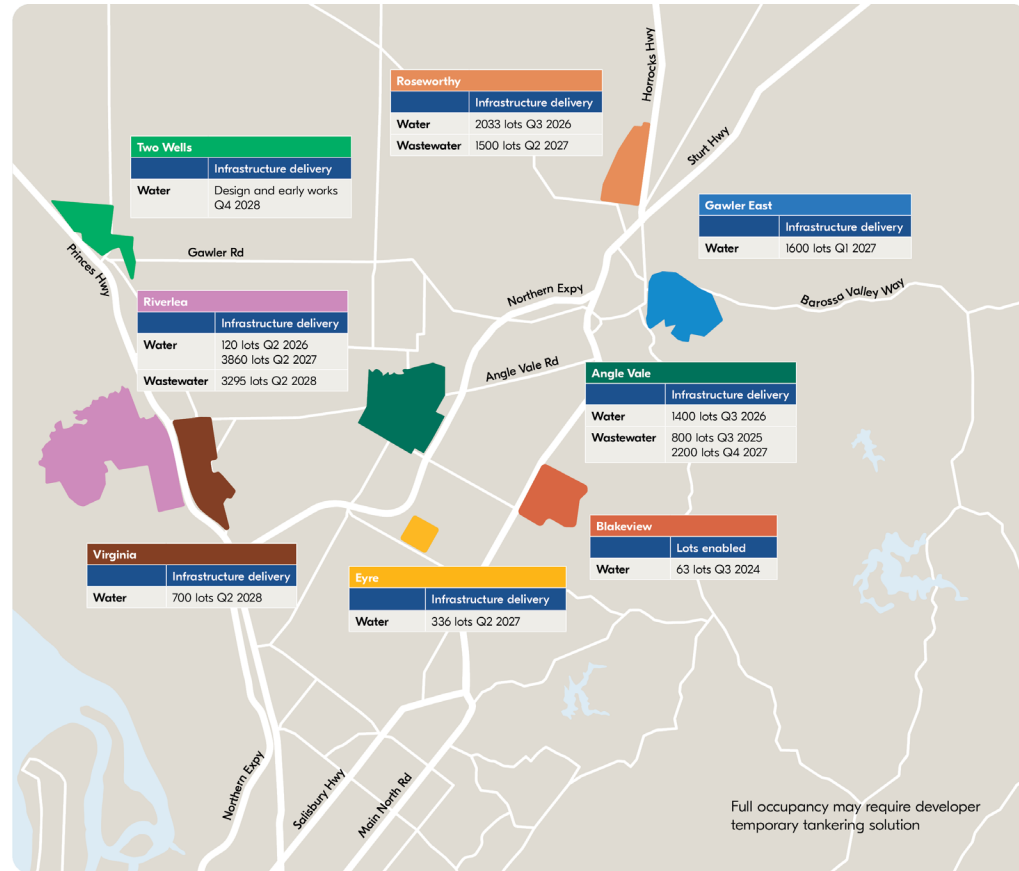 Horrocks Hwy
Sturt Hwy
Roseworthy
Infrastructure delivery
Water 2033 lots Q3 2026
Wastewater 1500 lots Q2 2027
Two Wells
Infrastructure delivery
Water Design and early works
Q4 2028
Gawler East
Infrastructure delivery
Water 1600 lots Q1 2027
Princes Hwy
Gawler Rd
Northern Expy
Barossa Valley Way
Riverlea
Infrastructure delivery
Water 120 lots Q2 2026
3860 lots Q2 2027
Wastewater 3295 lots Q2 2028
Angle Vale Rd
Angle Vale
Infrastructure delivery
Water 1400 lots Q3 2026
Wastewater 800 lots Q3 2025
2200 lots Q4 2027
Blakeview
Lots enabled
Water 63 lots Q3 2024
Virginia
Infrastructure delivery
Water 700 lots Q2 2028
Eyre
Infrastructure delivery
Water 336 lots Q2 2027
Northern Expy
Salisbury Hwy
Main North Rd
Full occupancy may require developer
temporary tankering solution